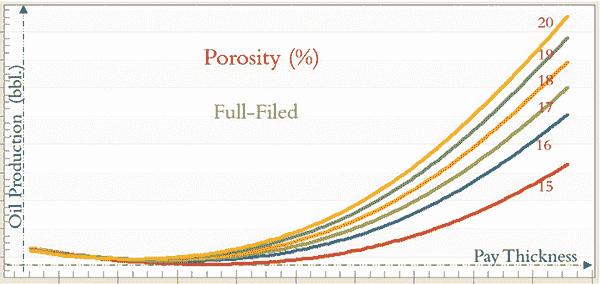 20
Porosity (%)
19
18
Full-Filed
17
16
15
Oil Production (bbl.)
Pay Thickness